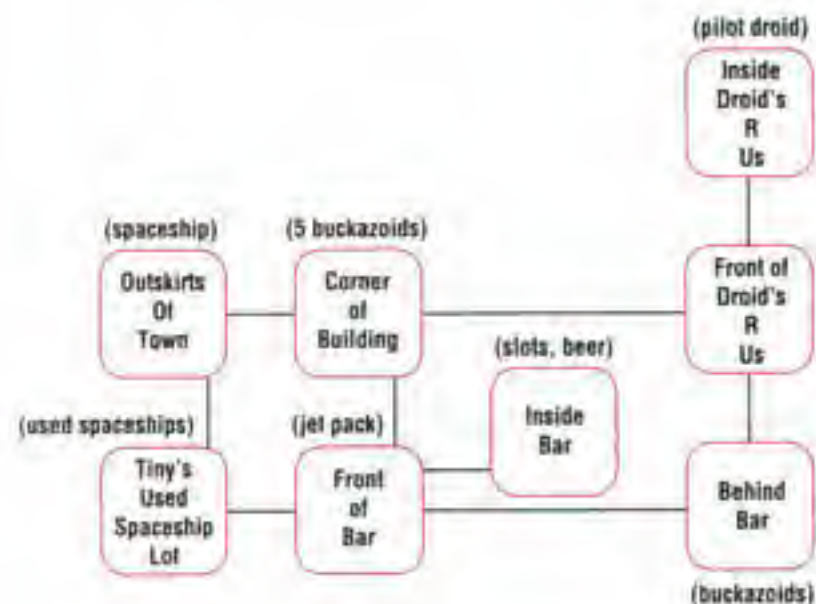 (pilot droid)
Inside
Droid's
R
Us
(spaceship)
(5 buckazoids)
Outskirts
Of
Town
Corner
of
Building
Front of
Droid's
R
Us
(slots, beer)
(used spaceships)
(jet pack)
Inside
Bar
Tiny's
Used
Spaceship
Lot
Front
of
Bar
Behind
Bar
(buckazoids)